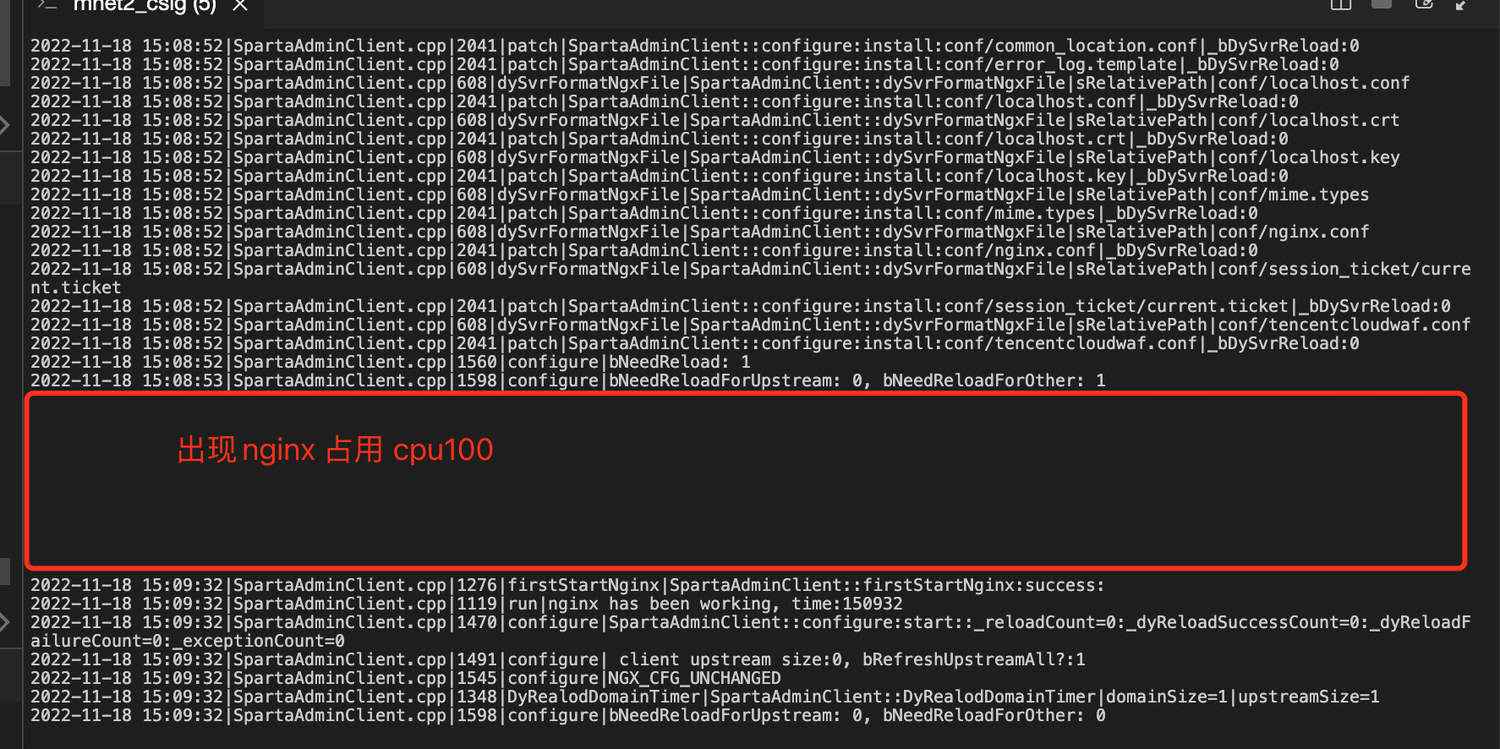 mnet2_csig (5)
2022-11-18 15:08:52|SpartaAdminClient.cpp|2041|patch|SpartaAdminClient::configure:install:conf/common_location.conf|_bDySvrReload:0
2022-11-18 15:08:52|SpartaAdminClient.cpp|2041|patch|SpartaAdminClient::configure:install:conf/error_log.template|_bDySvrReload:0
2022-11-18 15:08:52|SpartaAdminClient.cpp|608|dySvrFormatNgxFile|SpartaAdminClient::dySvrFormatNgxFile|sRelativePath|conf/localhost.conf
2022-11-18 15:08:52|SpartaAdminClient.cpp|2041|patch|SpartaAdminClient::configure:install:conf/localhost.conf|_bDySvrReload:0
2022-11-18 15:08:52|SpartaAdminClient.cpp|608|dySvrFormatNgxFile|SpartaAdminClient::dySvrFormatNgxFile|sRelativePath|conf/localhost.crt
2022-11-18 15:08:52|SpartaAdminClient.cpp|2041|patch|SpartaAdminClient::configure:install:conf/localhost.crt|_bDySvrReload:0
2022-11-18 15:08:52|SpartaAdminClient.cpp|608|dySvrFormatNgxFile|SpartaAdminClient::dySvrFormatNgxFile|sRelativePath|conf/localhost.key
2022-11-18 15:08:52|SpartaAdminClient.cpp|2041|patch|SpartaAdminClient::configure:install:conf/localhost.key|_bDySvrReload:0
2022-11-18 15:08:52|SpartaAdminClient.cpp|608|dySvrFormatNgxFile|SpartaAdminClient::dySvrFormatNgxFile|sRelativePath|conf/mime.types
2022-11-18 15:08:52|SpartaAdminClient.cpp|2041|patch|SpartaAdminClient::configure:install:conf/mime.types|_bDySvrReload:0
2022-11-18 15:08:52|SpartaAdminClient.cpp|608|dySvrFormatNgxFile|SpartaAdminClient::dySvrFormatNgxFile|sRelativePath|conf/nginx.conf
2022-11-18 15:08:52|SpartaAdminClient.cpp|2041|patch|SpartaAdminClient::configure:install:conf/nginx.conf|_bDySvrReload:0
2022-11-18 15:08:52|SpartaAdminClient.cpp|608|dySvrFormatNgxFile|SpartaAdminClient::dySvrFormatNgxFile|sRelativePath|conf/session_ticket/curre
nt.ticket
2022-11-18 15:08:52|SpartaAdminClient.cpp|2041|patch|SpartaAdminClient::configure:install:conf/session_ticket/current.ticket|_bDySvrReload:0
2022-11-18 15:08:52|SpartaAdminClient.cpp|608|dySvrFormatNgxFile|SpartaAdminClient::dySvrFormatNgxFile|sRelativePath|conf/tencentcloudwaf.conf
2022-11-18 15:08:52|SpartaAdminClient.cpp|2041|patch|SpartaAdminClient::configure:install:conf/tencentcloudwaf.conf|_bDySvrReload:0
2022-11-18 15:08:52|SpartaAdminClient.cpp|1560|configure|bNeedReload: 1
2022-11-18 15:08:53|SpartaAdminClient.cpp|1598|configure|bNeedReloadForUpstream: 0, bNeedReloadForOther: 1
出现 nginx 占用 cpu100
2022-11-18 15:09:32|SpartaAdminClient.cpp|1276|firstStartNginx|SpartaAdminClient::firstStartNginx:success:
2022-11-18 15:09:32|SpartaAdminClient.cpp|1119|run|nginx has been working, time:150932
2022-11-18 15:09:32|SpartaAdminClient.cpp|1470|configure|SpartaAdminClient::configure:start::_reloadCount=0:_dyReloadSuccessCount=0:_dyReloadF
ailureCount=0:_exceptionCount=0
2022-11-18 15:09:32|SpartaAdminClient.cpp|1491|configure| client upstream size:0, bRefreshUpstreamAll?:1
2022-11-18 15:09:32|SpartaAdminClient.cpp|1545|configure|NGX_CFG_UNCHANGED
2022-11-18 15:09:32|SpartaAdminClient.cpp|1348|DyRealodDomainTimer|SpartaAdminClient::DyRealodDomainTimer|domainSize=1|upstreamSize=1
2022-11-18 15:09:32|SpartaAdminClient.cpp|1598|configure|bNeedReloadForUpstream: 0, bNeedReloadForOther: 0